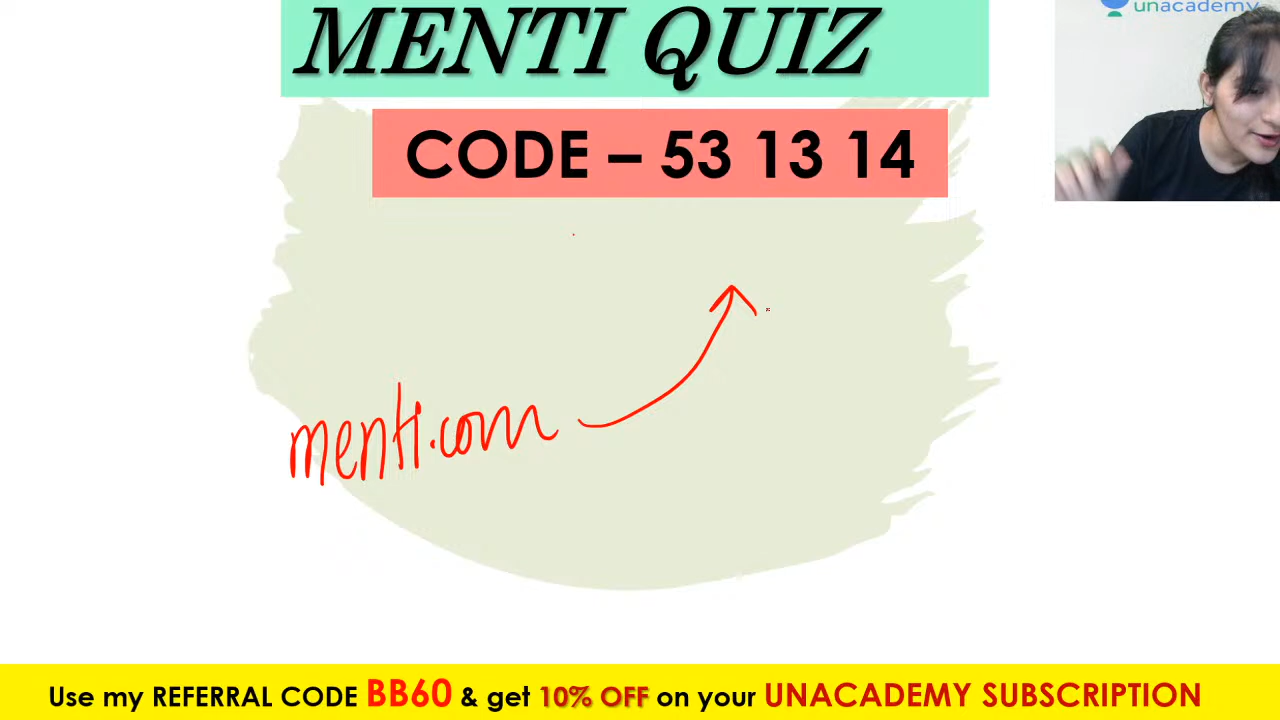 MENTI QUIZ
unacademy
CODE – 53 13 14
menti.com
Use my REFERRAL CODE BB60 & get 10% OFF on your UNACADEMY SUBSCRIPTION